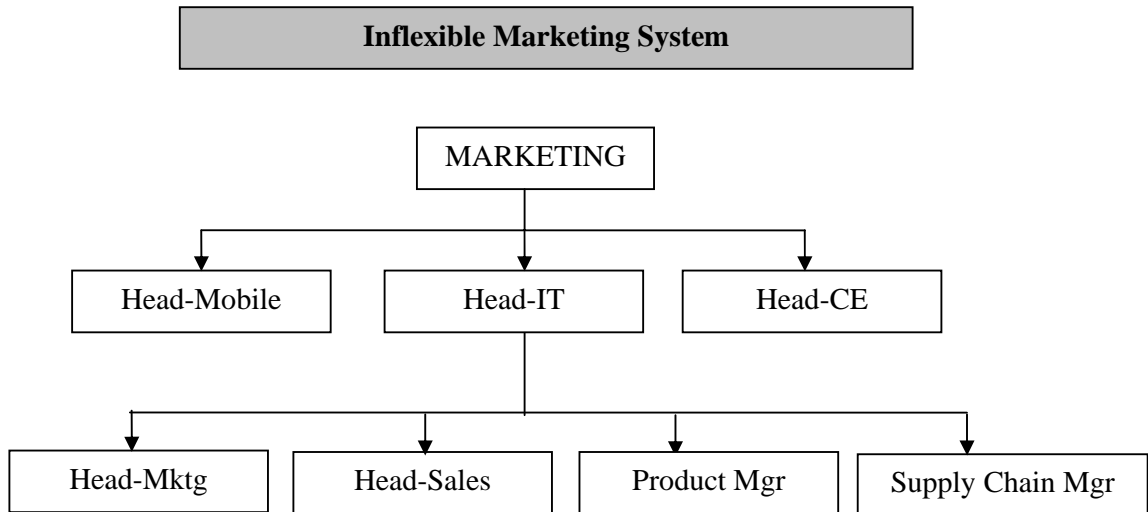 Inflexible Marketing System
MARKETING
Head-Mobile
Head-IT
Head-CE
Head-Mktg
Head-Sales
Product Mgr
Supply Chain Mgr